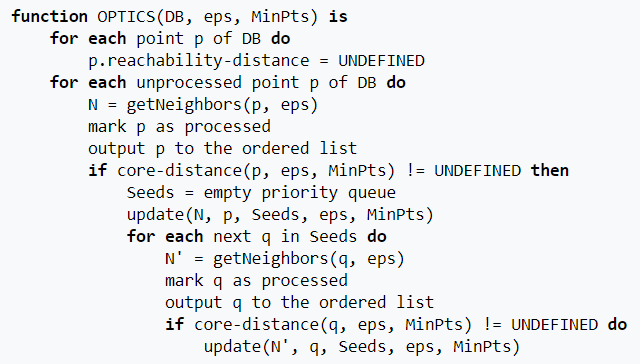 function OPTICS(DB, eps, MinPts) is
    for each point p of DB do
        p.reachability-distance = UNDEFINED
    for each unprocessed point p of DB do
        N = getNeighbors(p, eps)
        mark p as processed
        output p to the ordered list
        if core-distance(p, eps, MinPts) != UNDEFINED then
            Seeds = empty priority queue
            update(N, p, Seeds, eps, MinPts)
            for each next q in Seeds do
                N' = getNeighbors(q, eps)
                mark q as processed
                output q to the ordered list
                if core-distance(q, eps, MinPts) != UNDEFINED do
                    update(N', q, Seeds, eps, MinPts)